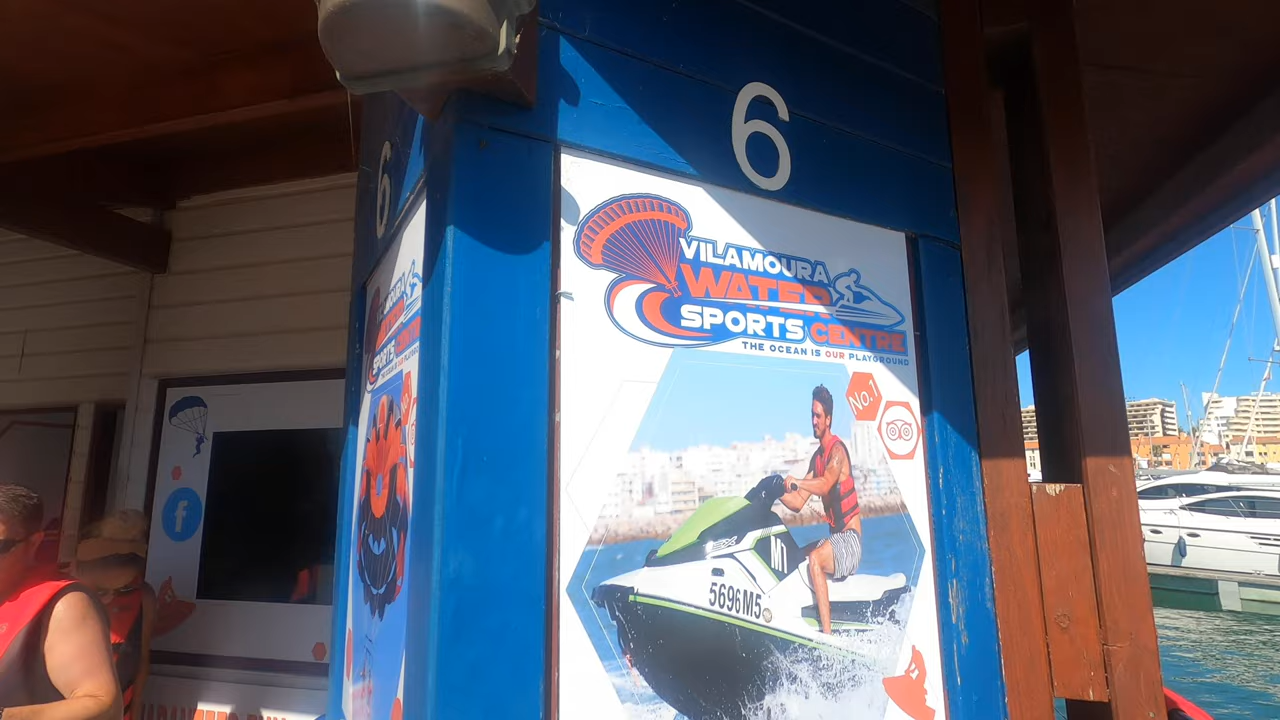 6
6
VILAMOURA
WATER
SPORTS CENTRE
THE OCEAN IS OUR PLAYGROUND
No.1
M1
5696M5
f